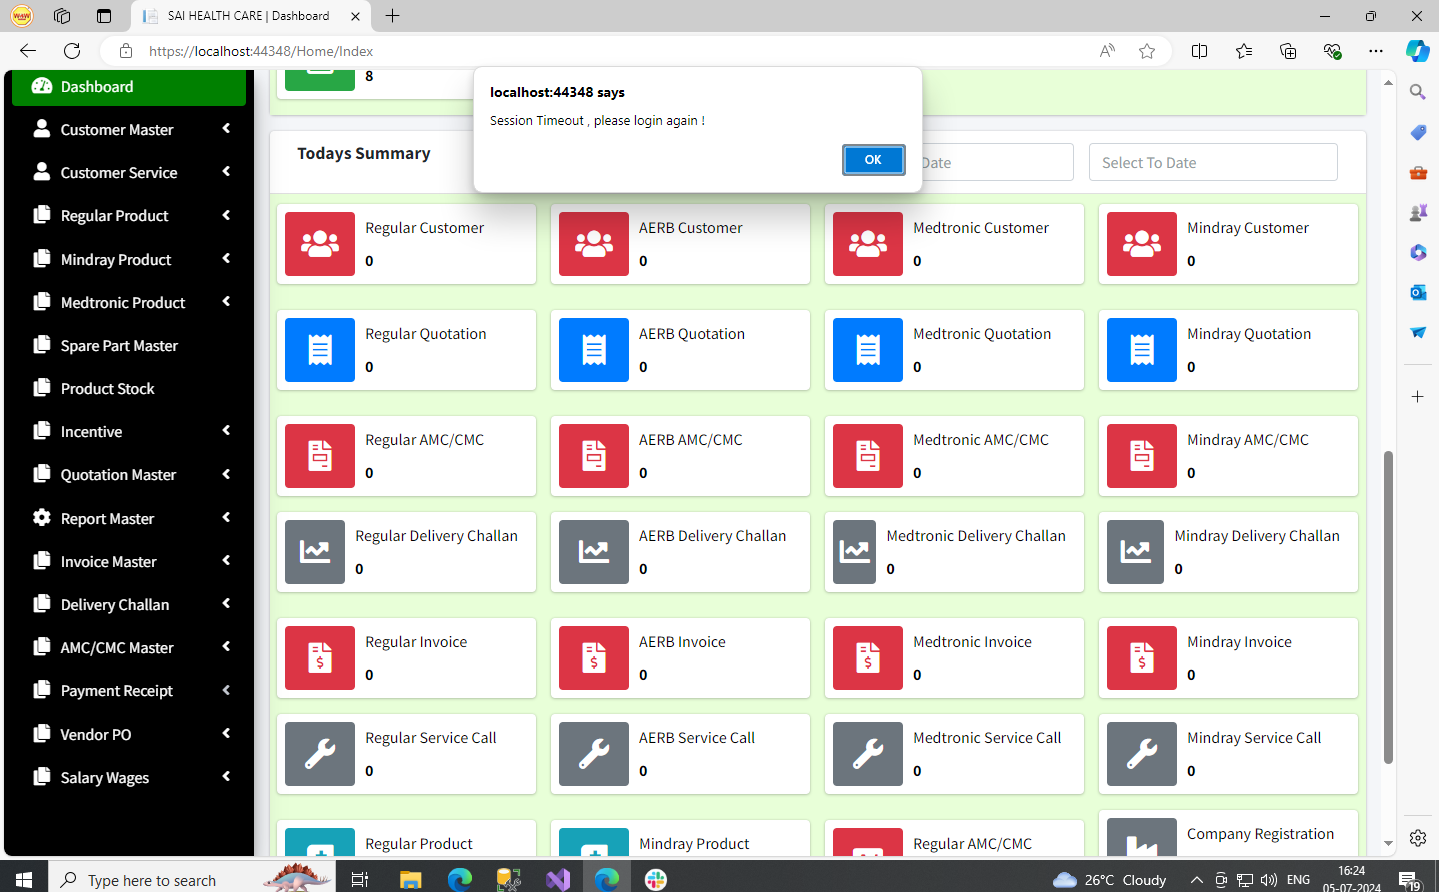 SAI HEALTH CARE | Dashboard
https://localhost:44348/Home/Index
localhost:44348 says
Session Timeout , please login again !
OK
Dashboard
Customer Master
Customer Service
Regular Product
Mindray Product
Medtronic Product
Spare Part Master
Product Stock
Incentive
Quotation Master
Report Master
Invoice Master
Delivery Challan
AMC/CMC Master
Payment Receipt
Vendor PO
Salary Wages
8
Todays Summary
Date
Select To Date
Regular Customer
0
AERB Customer
0
Medtronic Customer
0
Mindray Customer
0
Regular Quotation
0
AERB Quotation
0
Medtronic Quotation
0
Mindray Quotation
0
Regular AMC/CMC
0
AERB AMC/CMC
0
Medtronic AMC/CMC
0
Mindray AMC/CMC
0
Regular Delivery Challan
0
AERB Delivery Challan
0
Medtronic Delivery Challan
0
Mindray Delivery Challan
0
Regular Invoice
0
AERB Invoice
0
Medtronic Invoice
0
Mindray Invoice
0
Regular Service Call
0
AERB Service Call
0
Medtronic Service Call
0
Mindray Service Call
0
Regular Product
Mindray Product
Regular AMC/CMC
Company Registration
Type here to search
26°C Cloudy
ENG
16:24
05-07-2024
19